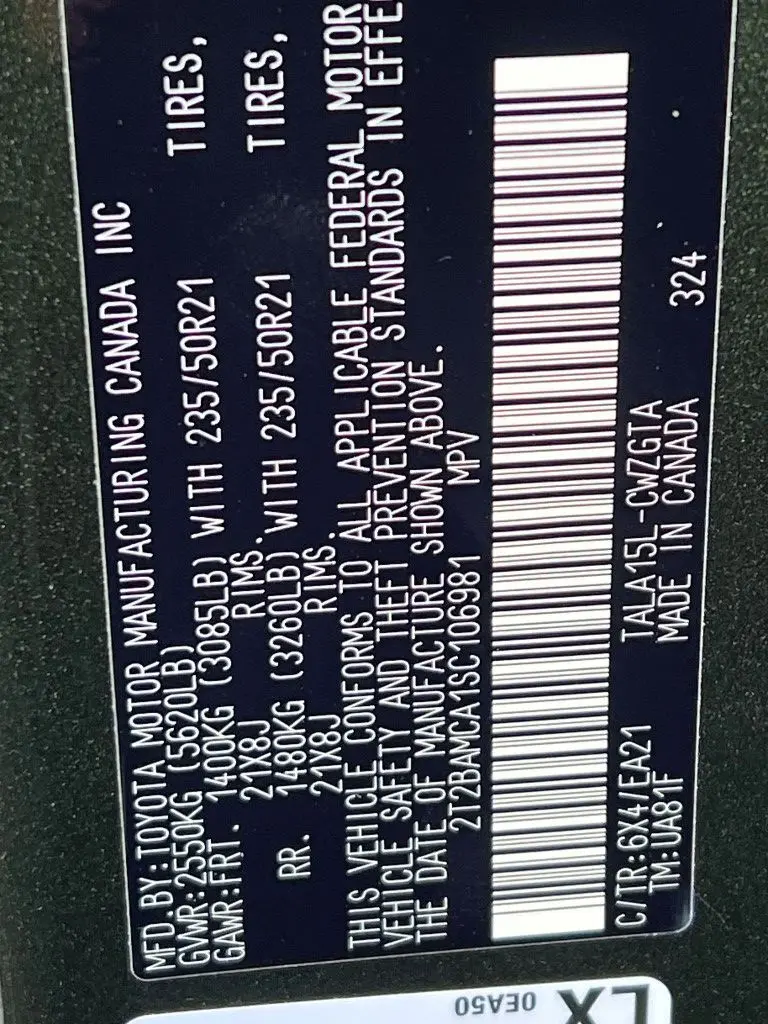 MFD.BY:TOYOTA MOTOR MANUFACTURING CANADA INC
GVWR:2550KG (5620LB)
GAWR:FRT. 1400KG (3085LB) WITH 235/50R21 TIRES,
21X8J RIMS.
RR. 1480KG (3260LB) WITH 235/50R21 TIRES,
21X8J RIMS.
THIS VEHICLE CONFORMS TO ALL APPLICABLE FEDERAL MOTOR
VEHICLE SAFETY AND THEFT PREVENTION STANDARDS IN EFFE
THE DATE OF MANUFACTURE SHOWN ABOVE.
2T2BAMCA1SC106981 MPV
C/TR:6X4/EA21 TALA15L-CWZGTA 324
TM:UA81F MADE IN CANADA
0EA50
LX